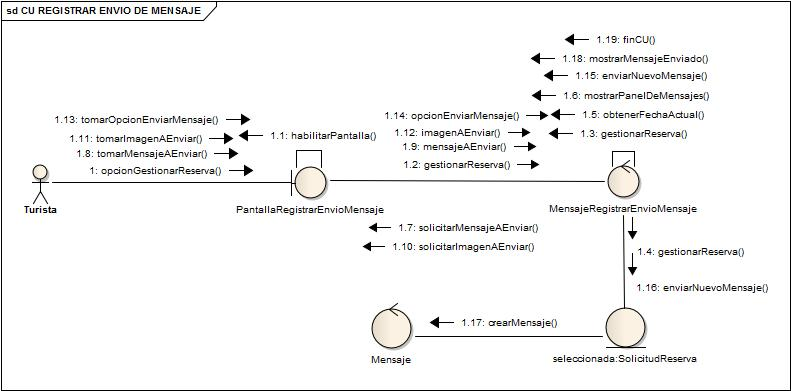 sd CU REGISTRAR ENVIO DE MENSAJE
1.19: finCU()
1.18: mostrarMensajeEnviado()
1.15: enviarNuevoMensaje()
1.6: mostrarPanelDeMensajes()
1.13: tomarOpcionEnviarMensaje()
1.14: opcionEnviarMensaje()
1.5: obtenerFechaActual()
1.11: tomarImagenAEnviar()
1.1: habilitarPantalla()
1.12: imagenAEnviar()
1.3: gestionarReserva()
1.8: tomarMensajeAEnviar()
1.9: mensajeAEnviar()
1: opcionGestionarReserva()
1.2: gestionarReserva()
Turista
PantallaRegistrarEnvioMensaje
MensajeRegistrarEnvioMensaje
1.7: solicitarMensajeAEnviar()
1.10: solicitarImagenAEnviar()
1.4: gestionarReserva()
1.16: enviarNuevoMensaje()
1.17: crearMensaje()
Mensaje
seleccionada:SolicitudReserva